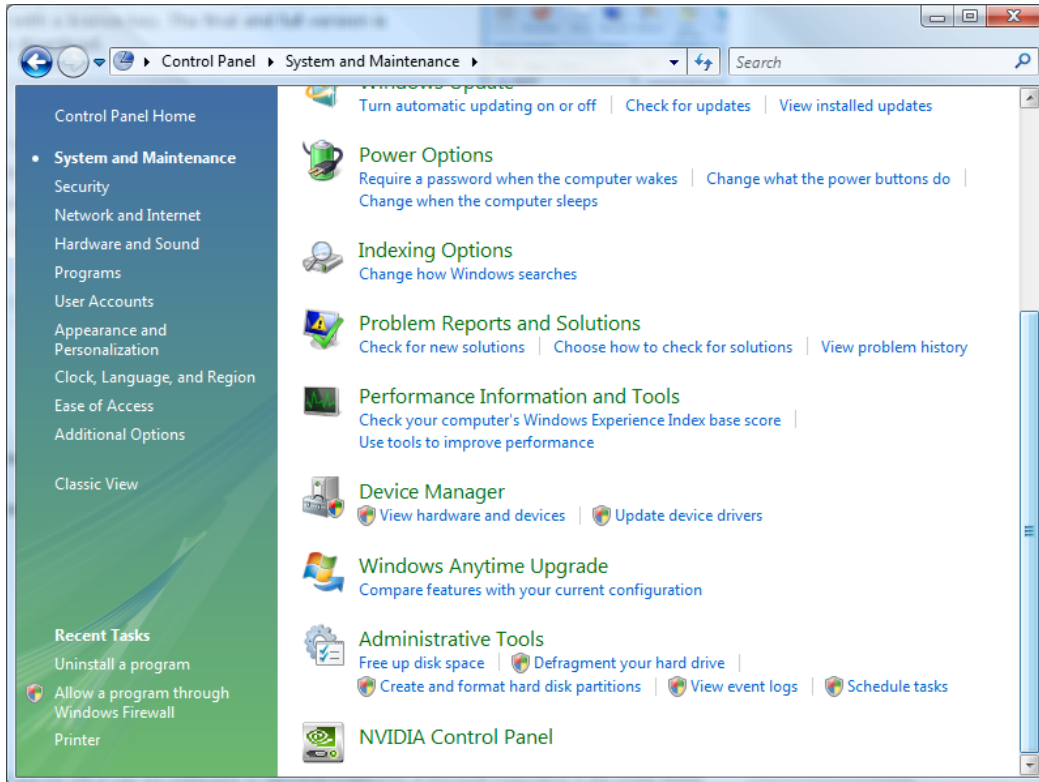 Control Panel
System and Maintenance
Search
Control Panel Home
System and Maintenance
Security
Network and Internet
Hardware and Sound
Programs
User Accounts
Appearance and
Personalization
Clock, Language, and Region
Ease of Access
Additional Options
Classic View
Recent Tasks
Uninstall a program
Allow a program through
Windows Firewall
Printer
Windows Update
Turn automatic updating on or off | Check for updates | View installed updates
Power Options
Require a password when the computer wakes | Change what the power buttons do |
Change when the computer sleeps
Indexing Options
Change how Windows searches
Problem Reports and Solutions
Check for new solutions | Choose how to check for solutions | View problem history
Performance Information and Tools
Check your computer's Windows Experience Index base score |
Use tools to improve performance
Device Manager
View hardware and devices | Update device drivers
Windows Anytime Upgrade
Compare features with your current configuration
Administrative Tools
Free up disk space | Defragment your hard drive |
Create and format hard disk partitions | View event logs | Schedule tasks
NVIDIA Control Panel